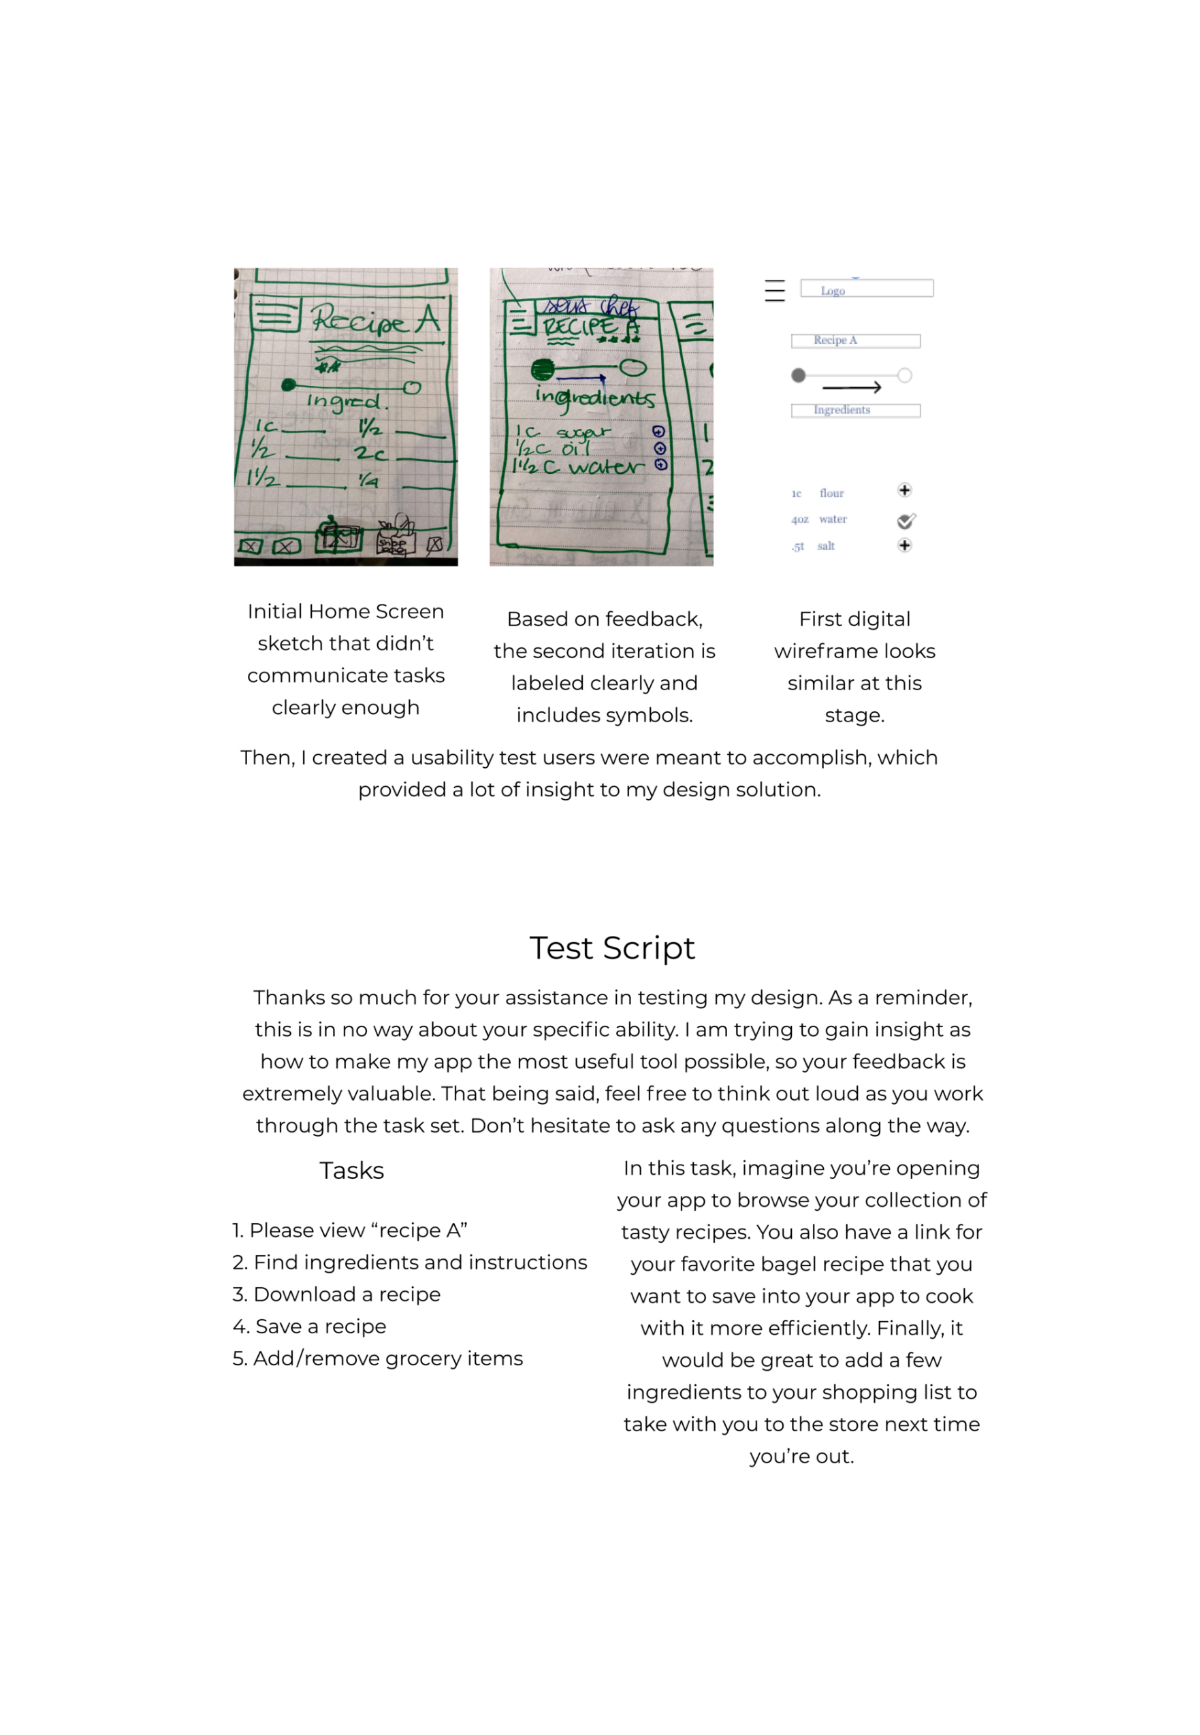 Recipe A
Ingred.
1c 1½
½ 2c
1½ ¼
sous chef
RECIPE A
ingredients
1c sugar
½c oil
1½ c water
1
2
Logo
Recipe A
Ingredients
1c flour
4oz water
.5t salt
Initial Home Screen
sketch that didn’t
communicate tasks
clearly enough
Based on feedback,
the second iteration is
labeled clearly and
includes symbols.
First digital
wireframe looks
similar at this
stage.
Then, I created a usability test users were meant to accomplish, which
provided a lot of insight to my design solution.
Test Script
Thanks so much for your assistance in testing my design. As a reminder,
this is in no way about your specific ability. I am trying to gain insight as
how to make my app the most useful tool possible, so your feedback is
extremely valuable. That being said, feel free to think out loud as you work
through the task set. Don’t hesitate to ask any questions along the way.
Tasks
1. Please view “recipe A”
2. Find ingredients and instructions
3. Download a recipe
4. Save a recipe
5. Add/remove grocery items
In this task, imagine you’re opening
your app to browse your collection of
tasty recipes. You also have a link for
your favorite bagel recipe that you
want to save into your app to cook
with it more efficiently. Finally, it
would be great to add a few
ingredients to your shopping list to
take with you to the store next time
you’re out.